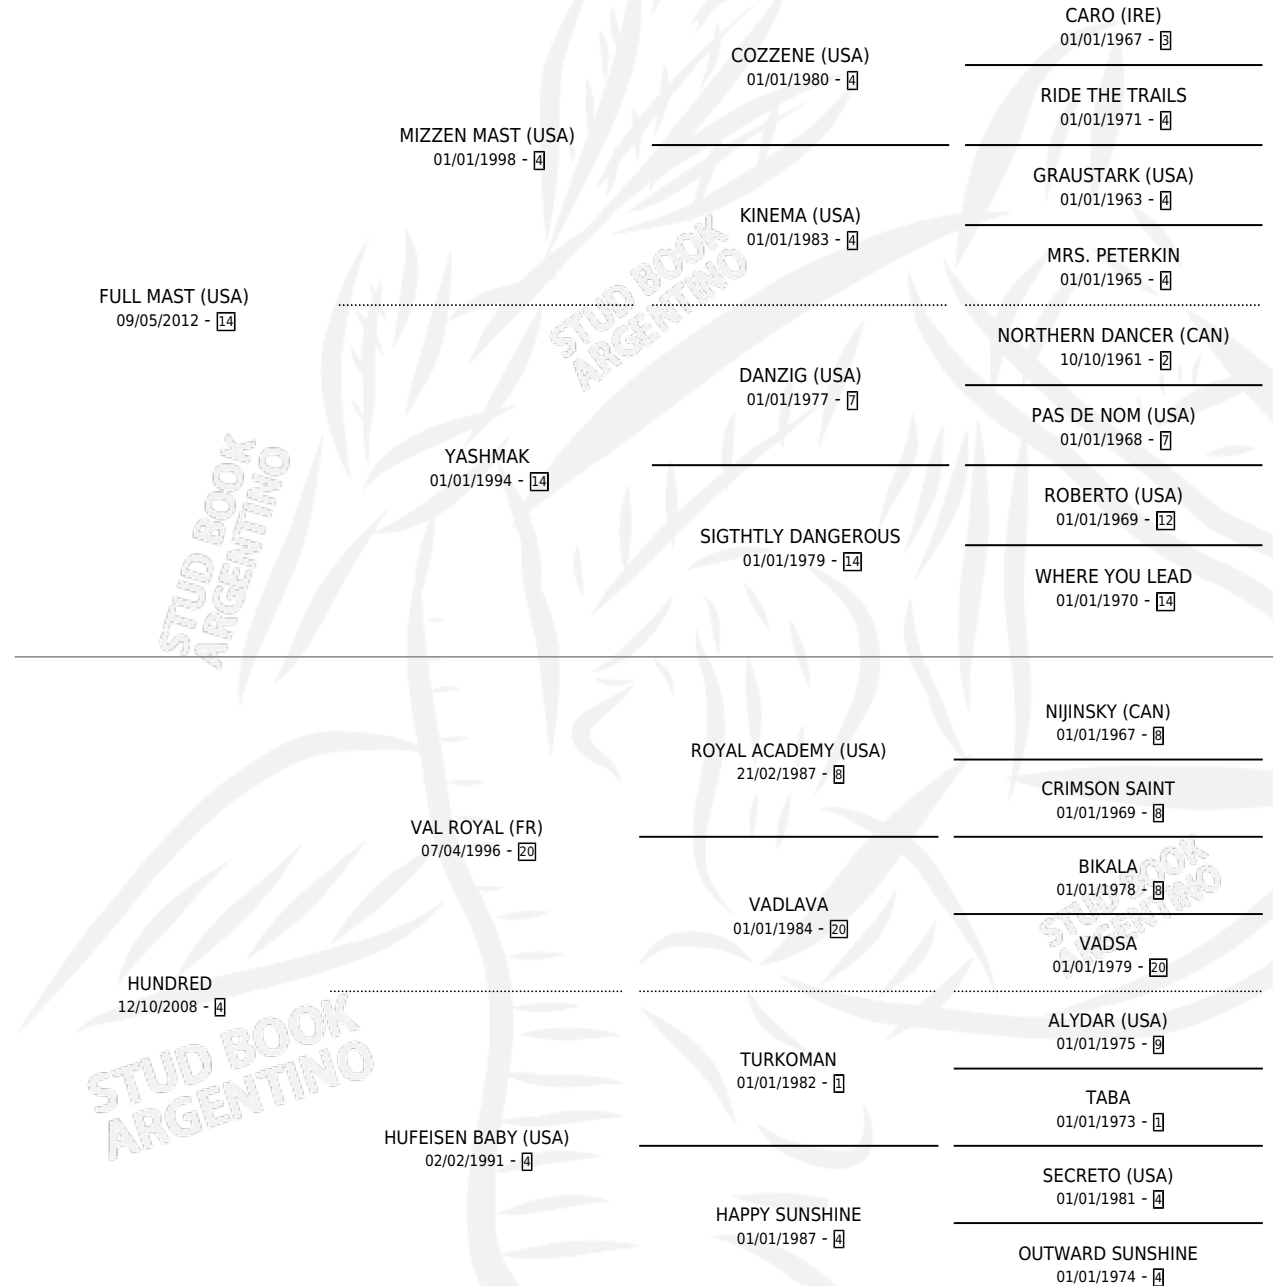 CARO (IRE)
01/01/1967 - 3
COZZENE (USA)
01/01/1980 - 4
RIDE THE TRAILS
01/01/1971 - 4
MIZZEN MAST (USA)
01/01/1998 - 4
GRAUSTARK (USA)
01/01/1963 - 4
KINEMA (USA)
01/01/1983 - 4
MRS. PETERKIN
01/01/1965 - 4
FULL MAST (USA)
09/05/2012 - 14
NORTHERN DANCER (CAN)
10/10/1961 - 2
DANZIG (USA)
01/01/1977 - 7
PAS DE NOM (USA)
01/01/1968 - 7
YASHMAK
01/01/1994 - 14
ROBERTO (USA)
01/01/1969 - 12
SIGTHTLY DANGEROUS
01/01/1979 - 14
WHERE YOU LEAD
01/01/1970 - 14
STUD BOOK
ARGENTINO
STUD BOOK
ARGENTINO
NIJINSKY (CAN)
01/01/1967 - 8
ROYAL ACADEMY (USA)
21/02/1987 - 8
CRIMSON SAINT
01/01/1969 - 8
VAL ROYAL (FR)
07/04/1996 - 20
BIKALA
01/01/1978 - 8
VADLAVA
01/01/1984 - 20
VADSA
01/01/1979 - 20
HUNDRED
12/10/2008 - 4
ALYDAR (USA)
01/01/1975 - 9
TURKOMAN
01/01/1982 - 1
TABA
01/01/1973 - 1
HUFEISEN BABY (USA)
02/02/1991 - 4
SECRETO (USA)
01/01/1981 - 4
HAPPY SUNSHINE
01/01/1987 - 4
OUTWARD SUNSHINE
01/01/1974 - 4
STUD BOOK
ARGENTINO
STUD BOOK
ARGENTINO